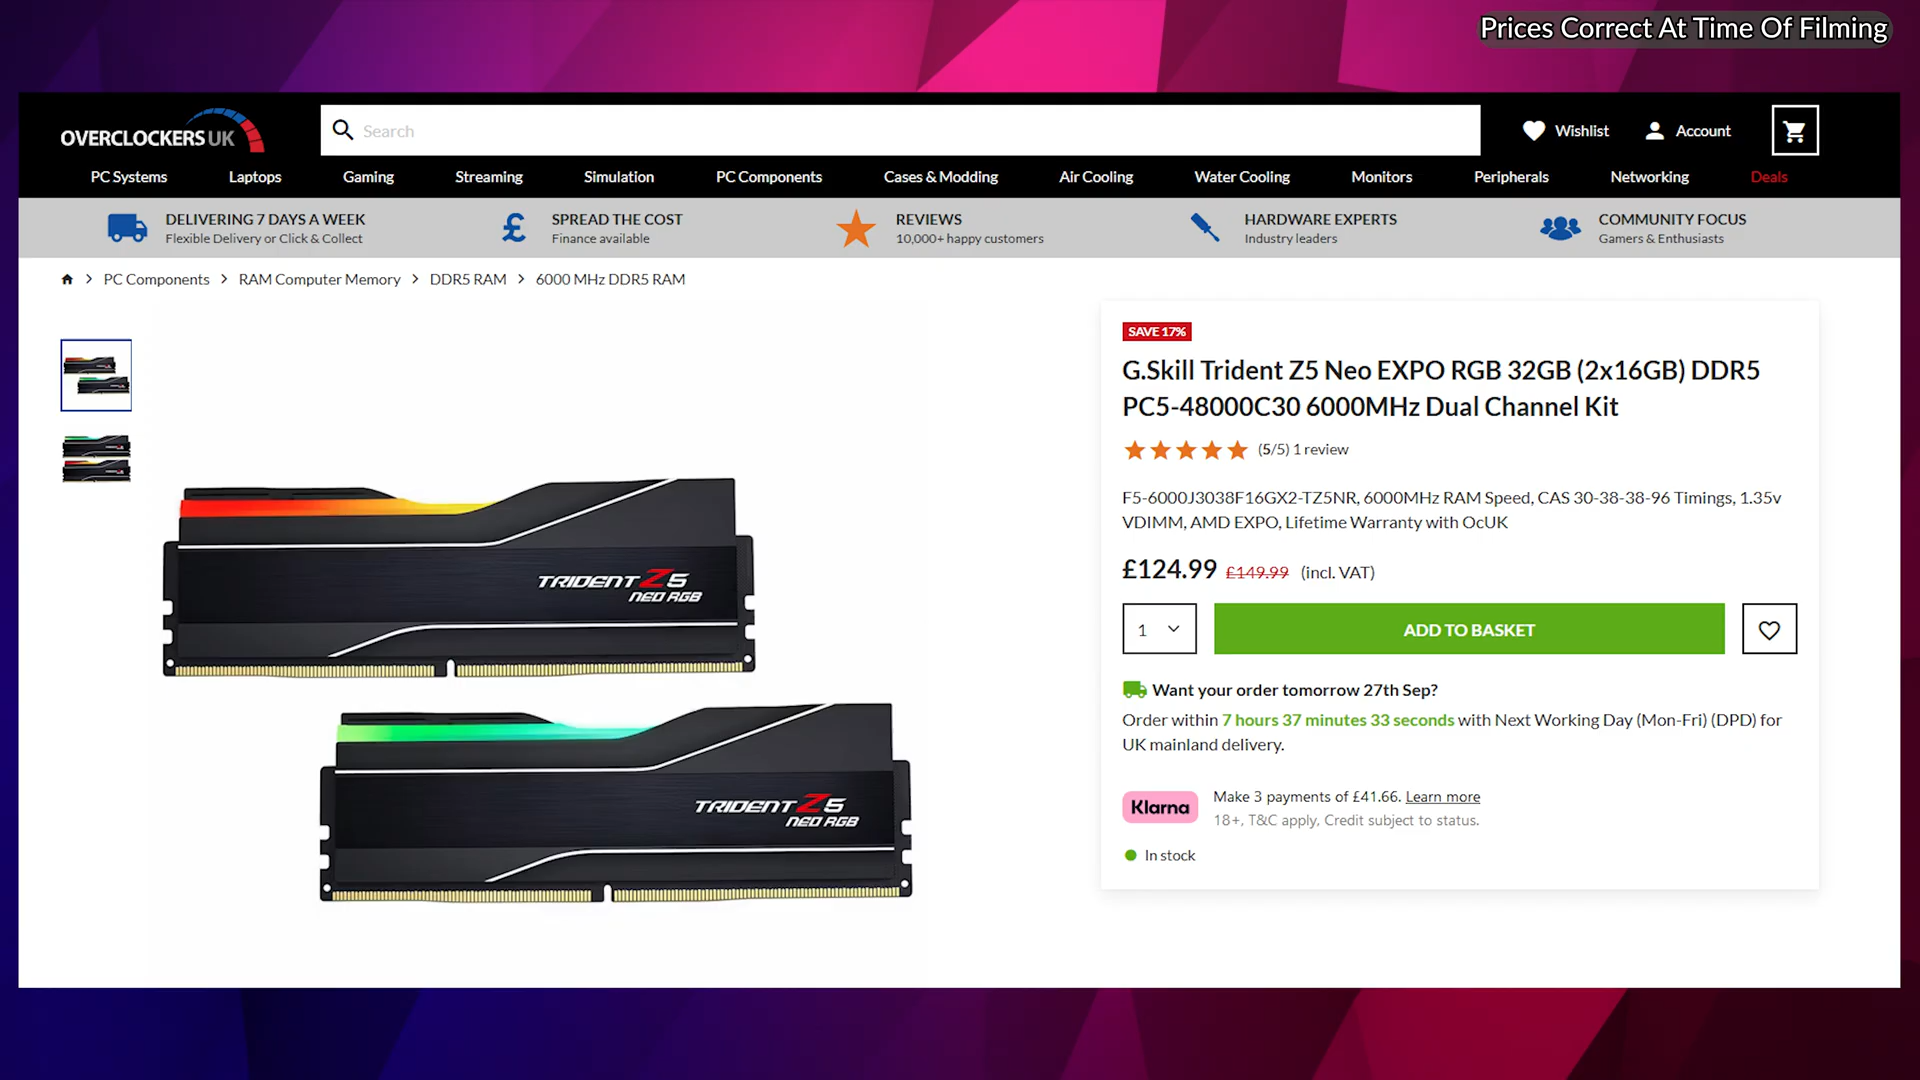 Prices Correct At Time Of Filming
OVERCLOCKERS UK
Search
Wishlist
Account
PC Systems
Laptops
Gaming
Streaming
Simulation
PC Components
Cases & Modding
Air Cooling
Water Cooling
Monitors
Peripherals
Networking
Deals
DELIVERING 7 DAYS A WEEK
Flexible Delivery or Click & Collect
SPREAD THE COST
Finance available
REVIEWS
10,000+ happy customers
HARDWARE EXPERTS
Industry leaders
COMMUNITY FOCUS
Gamers & Enthusiasts
PC Components > RAM Computer Memory > DDR5 RAM > 6000 MHz DDR5 RAM
TRIDENT Z5
NEO RGB
TRIDENT Z5
NEO RGB
SAVE 17%
G.Skill Trident Z5 Neo EXPO RGB 32GB (2x16GB) DDR5
PC5-48000C30 6000MHz Dual Channel Kit
(5/5) 1 review
F5-6000J3038F16GX2-TZ5NR, 6000MHz RAM Speed, CAS 30-38-38-96 Timings, 1.35v
VDIMM, AMD EXPO, Lifetime Warranty with OcUK
£124.99 £149.99 (incl. VAT)
1
ADD TO BASKET
Want your order tomorrow 27th Sep?
Order within 7 hours 37 minutes 33 seconds with Next Working Day (Mon-Fri) (DPD) for
UK mainland delivery.
Klarna
Make 3 payments of £41.66. Learn more
18+, T&C apply, Credit subject to status.
In stock